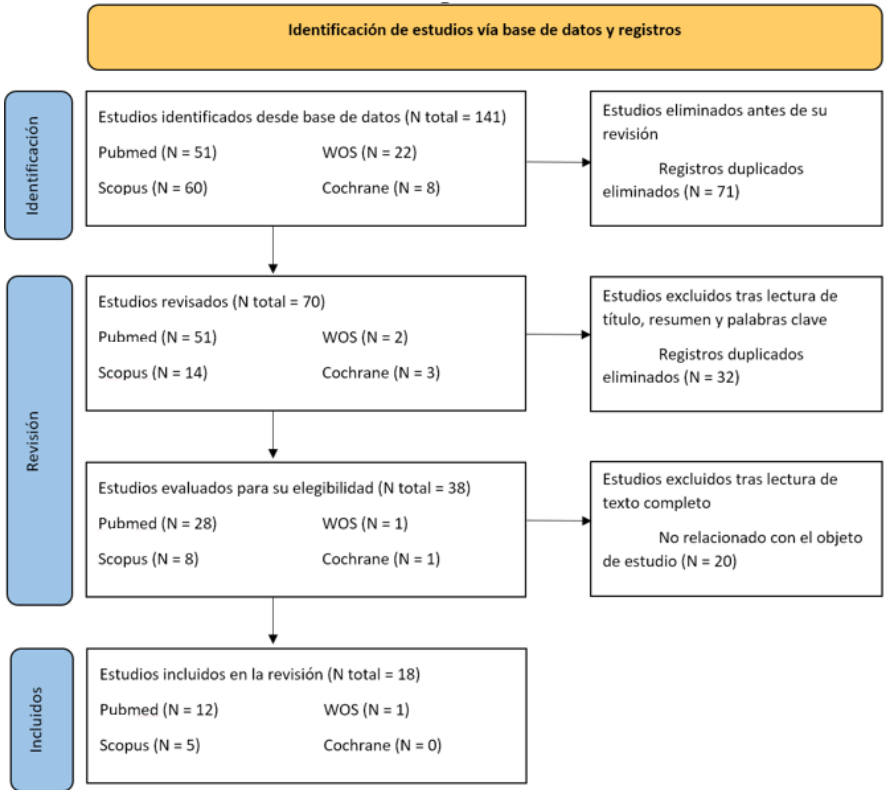 Identificación de estudios vía base de datos y registros
Identificación
Estudios identificados desde base de datos (N total = 141)
Pubmed (N = 51) WOS (N = 22)
Scopus (N = 60) Cochrane (N = 8)
Estudios eliminados antes de su
revisión
Registros duplicados
eliminados (N = 71)
Revisión
Estudios revisados (N total = 70)
Pubmed (N = 51) WOS (N = 2)
Scopus (N = 14) Cochrane (N = 3)
Estudios excluidos tras lectura de
título, resumen y palabras clave
Registros duplicados
eliminados (N = 32)
Estudios evaluados para su elegibilidad (N total = 38)
Pubmed (N = 28) WOS (N = 1)
Scopus (N = 8) Cochrane (N = 1)
Estudios excluidos tras lectura de
texto completo
No relacionado con el objeto
de estudio (N = 20)
Incluidos
Estudios incluidos en la revisión (N total = 18)
Pubmed (N = 12) WOS (N = 1)
Scopus (N = 5) Cochrane (N = 0)